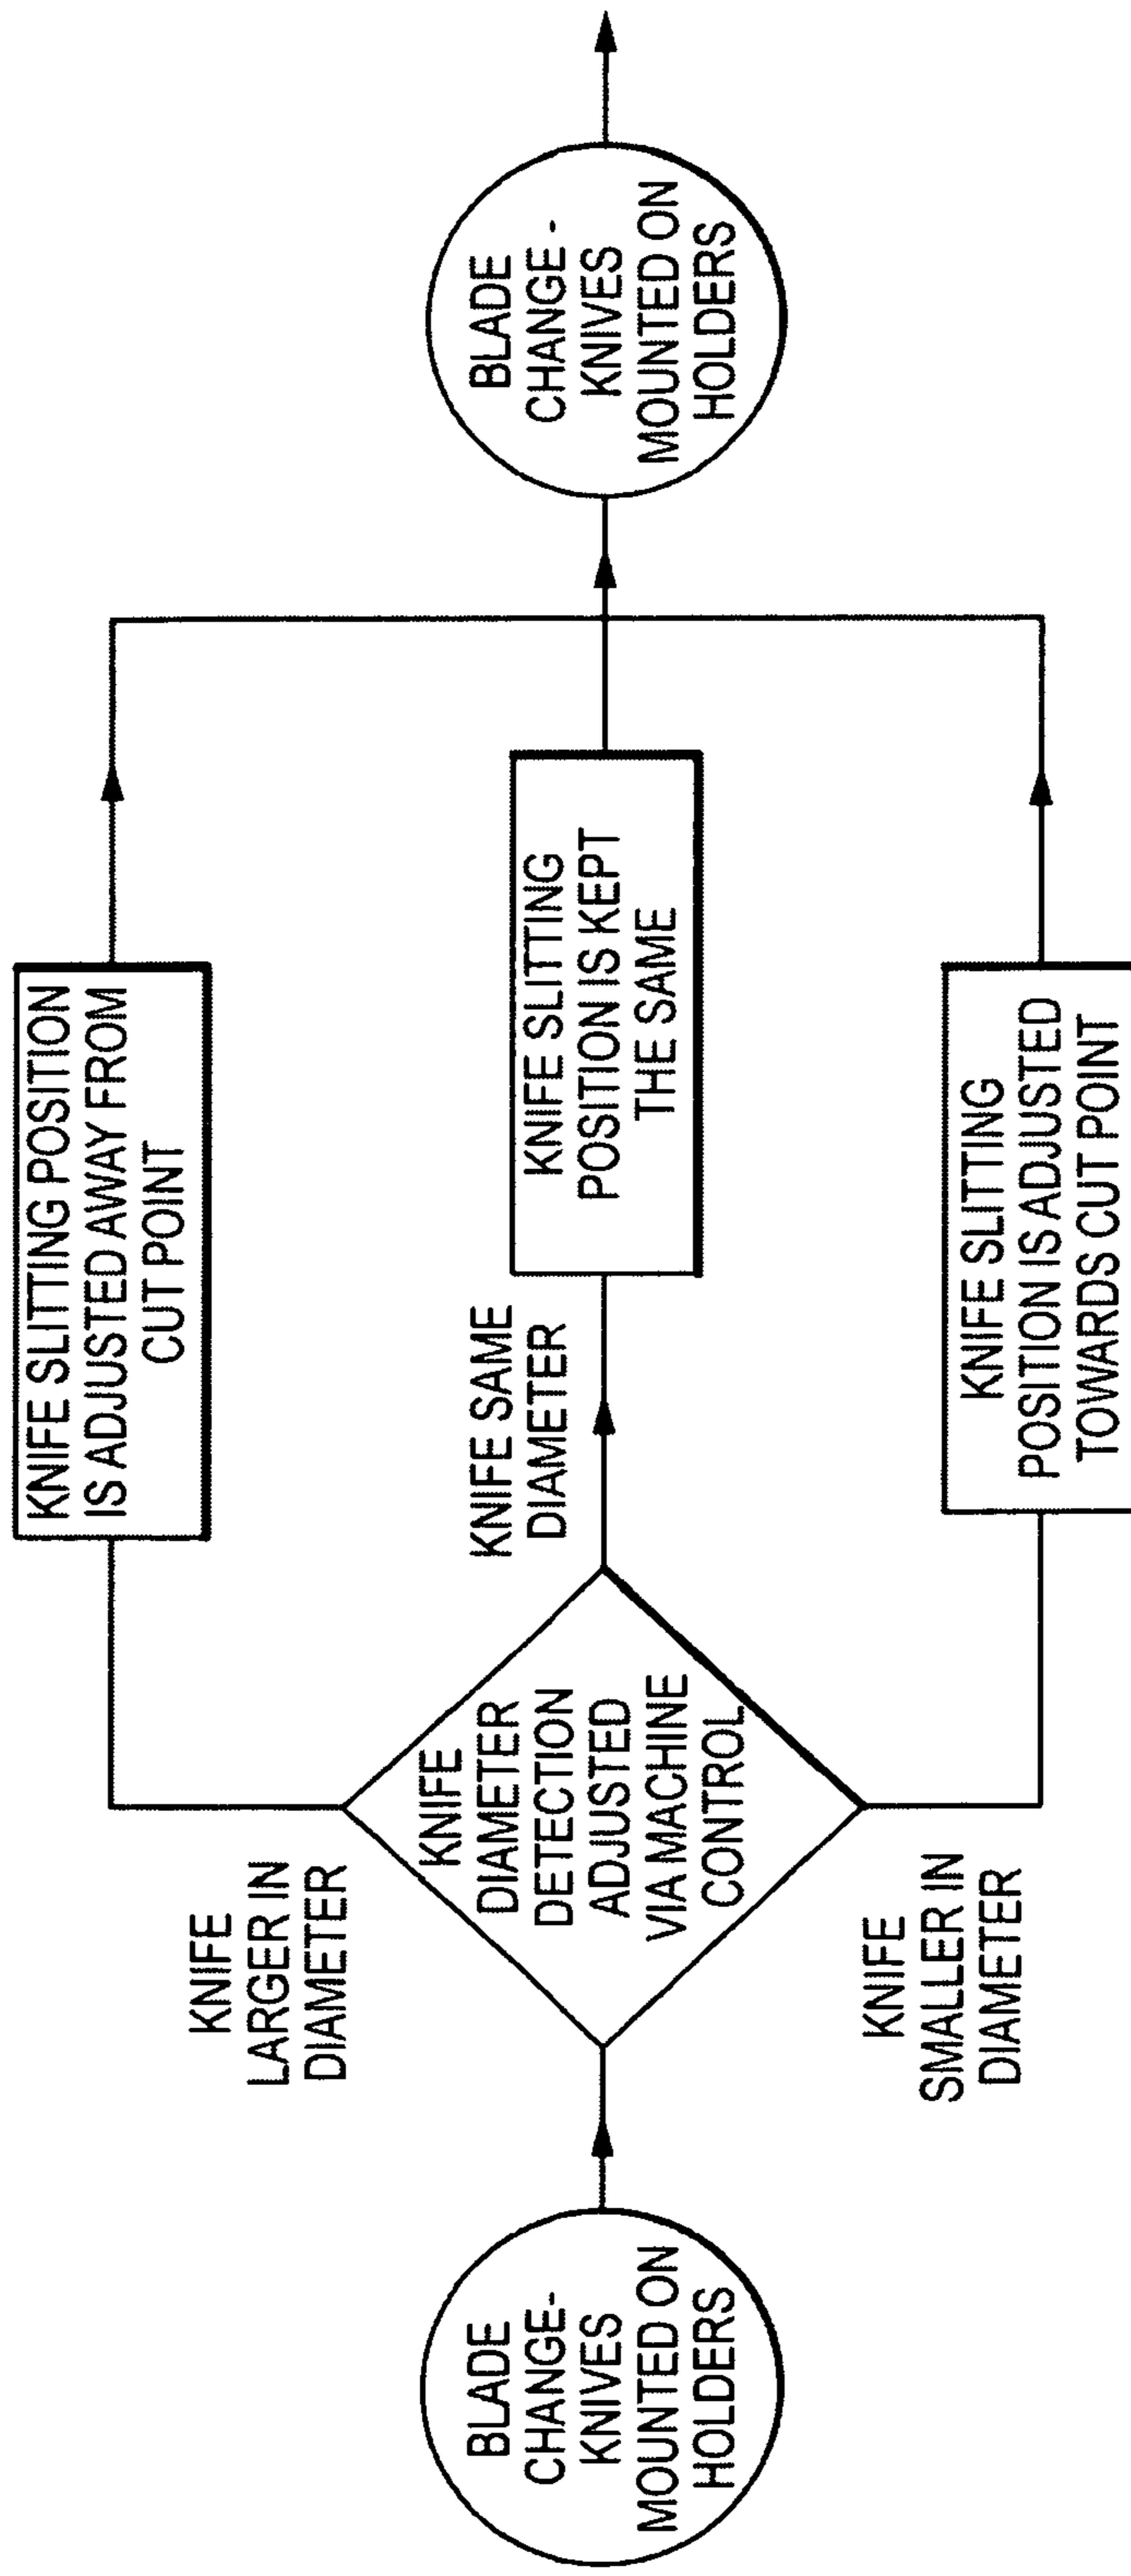 BLADE
CHANGE-
KNIVES
MOUNTED ON
HOLDERS
KNIFE
LARGER IN
DIAMETER
KNIFE
DIAMETER
DETECTION
ADJUSTED
VIA MACHINE
CONTROL
KNIFE
SMALLER IN
DIAMETER
KNIFE SLITTING POSITION
IS ADJUSTED AWAY FROM
CUT POINT
KNIFE SAME
DIAMETER
KNIFE SLITTING
POSITION IS KEPT
THE SAME
KNIFE SLITTING
POSITION IS ADJUSTED
TOWARDS CUT POINT
BLADE
CHANGE -
KNIVES
MOUNTED ON
HOLDERS